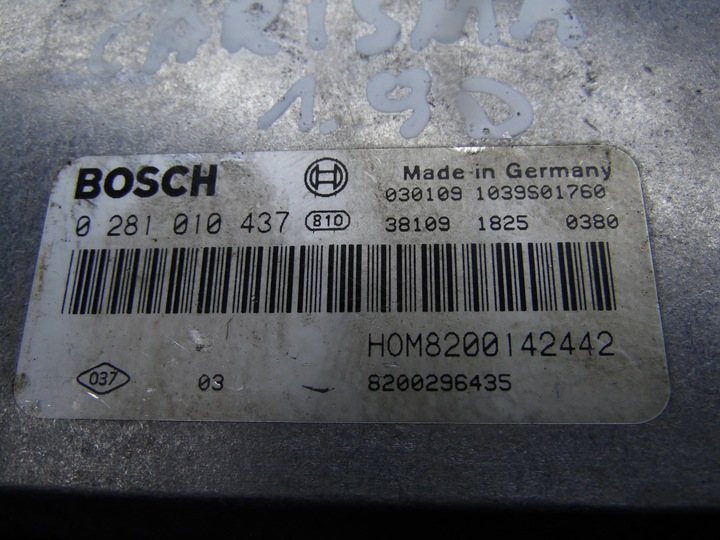 CARISMA
1.9D
BOSCH Made in Germany
030109 1039S01760
0 281 010 437 810 38109 1825 0380
HOM8200142442
037 03 8200296435